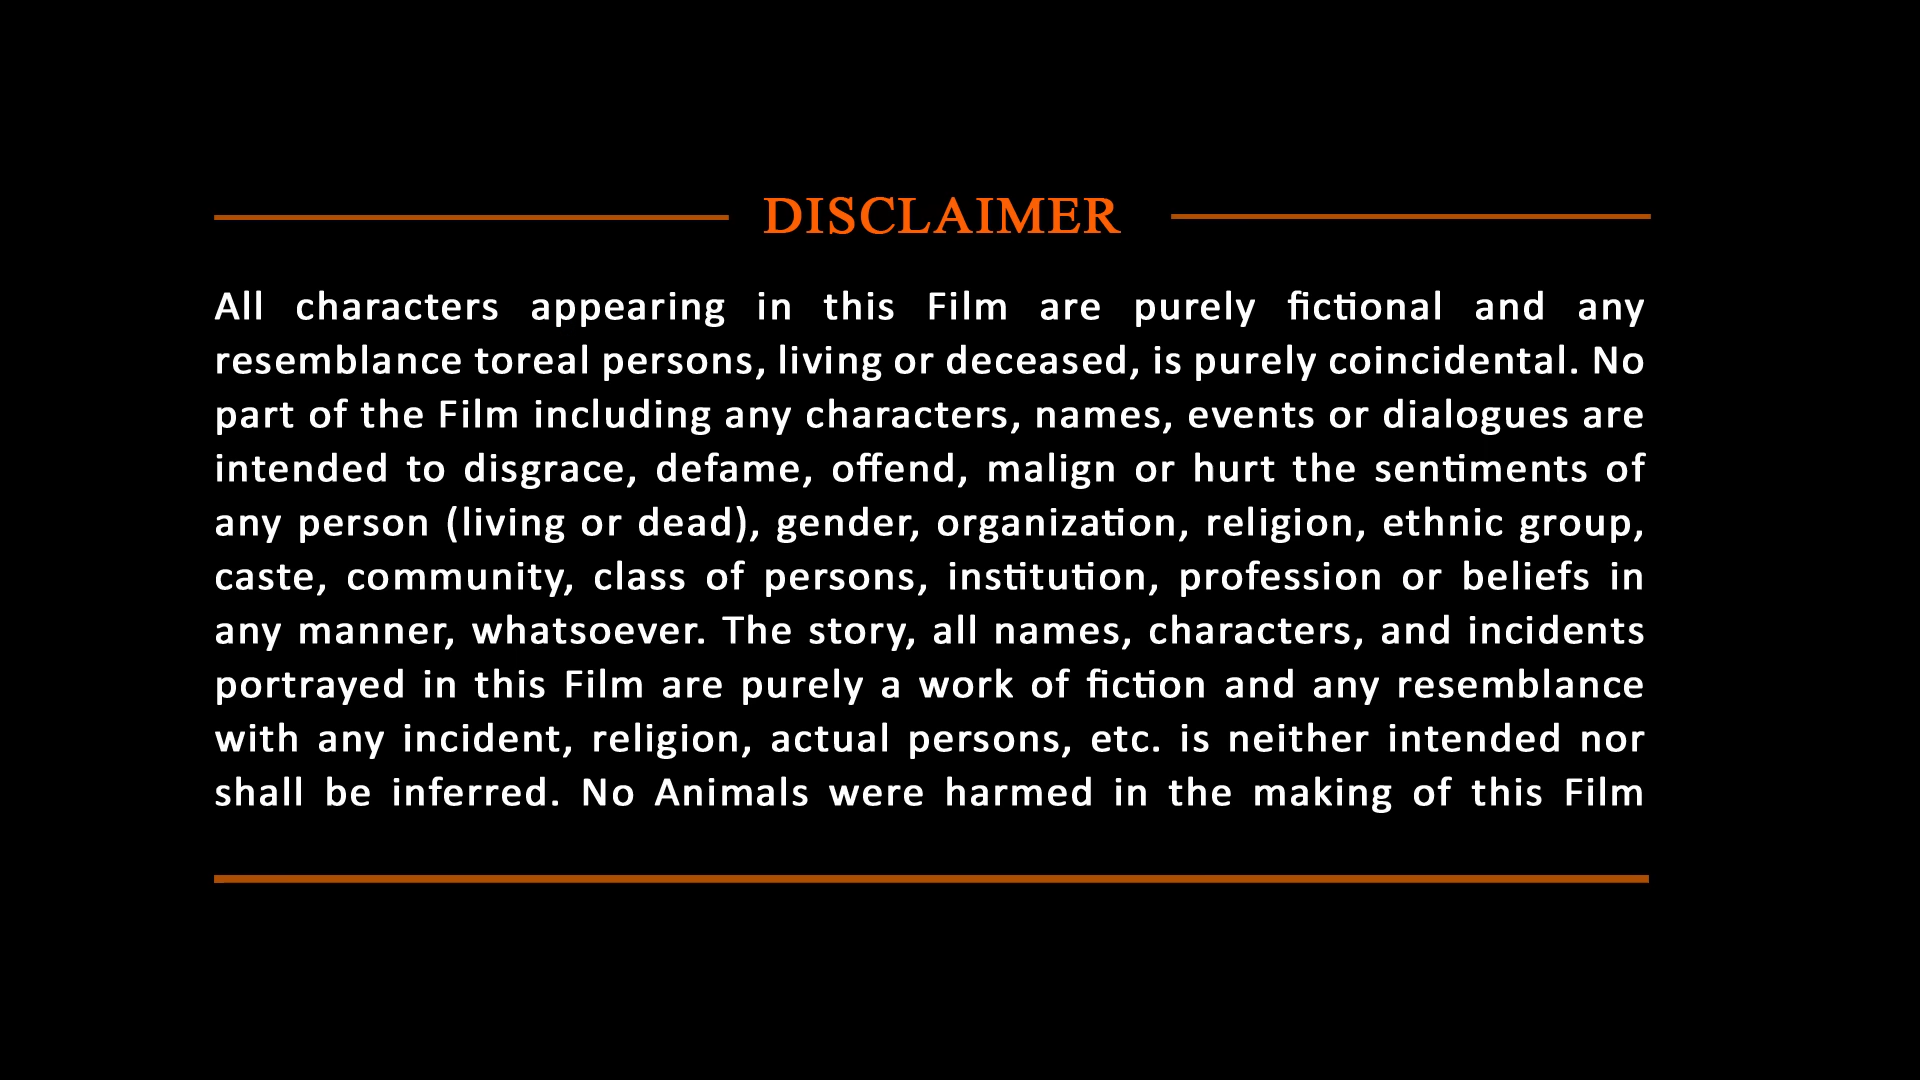 DISCLAIMER
All characters appearing in this Film are purely fictional and any
resemblance toreal persons, living or deceased, is purely coincidental. No
part of the Film including any characters, names, events or dialogues are
intended to disgrace, defame, offend, malign or hurt the sentiments of
any person (living or dead), gender, organization, religion, ethnic group,
caste, community, class of persons, institution, profession or beliefs in
any manner, whatsoever. The story, all names, characters, and incidents
portrayed in this Film are purely a work of fiction and any resemblance
with any incident, religion, actual persons, etc. is neither intended nor
shall be inferred. No Animals were harmed in the making of this Film